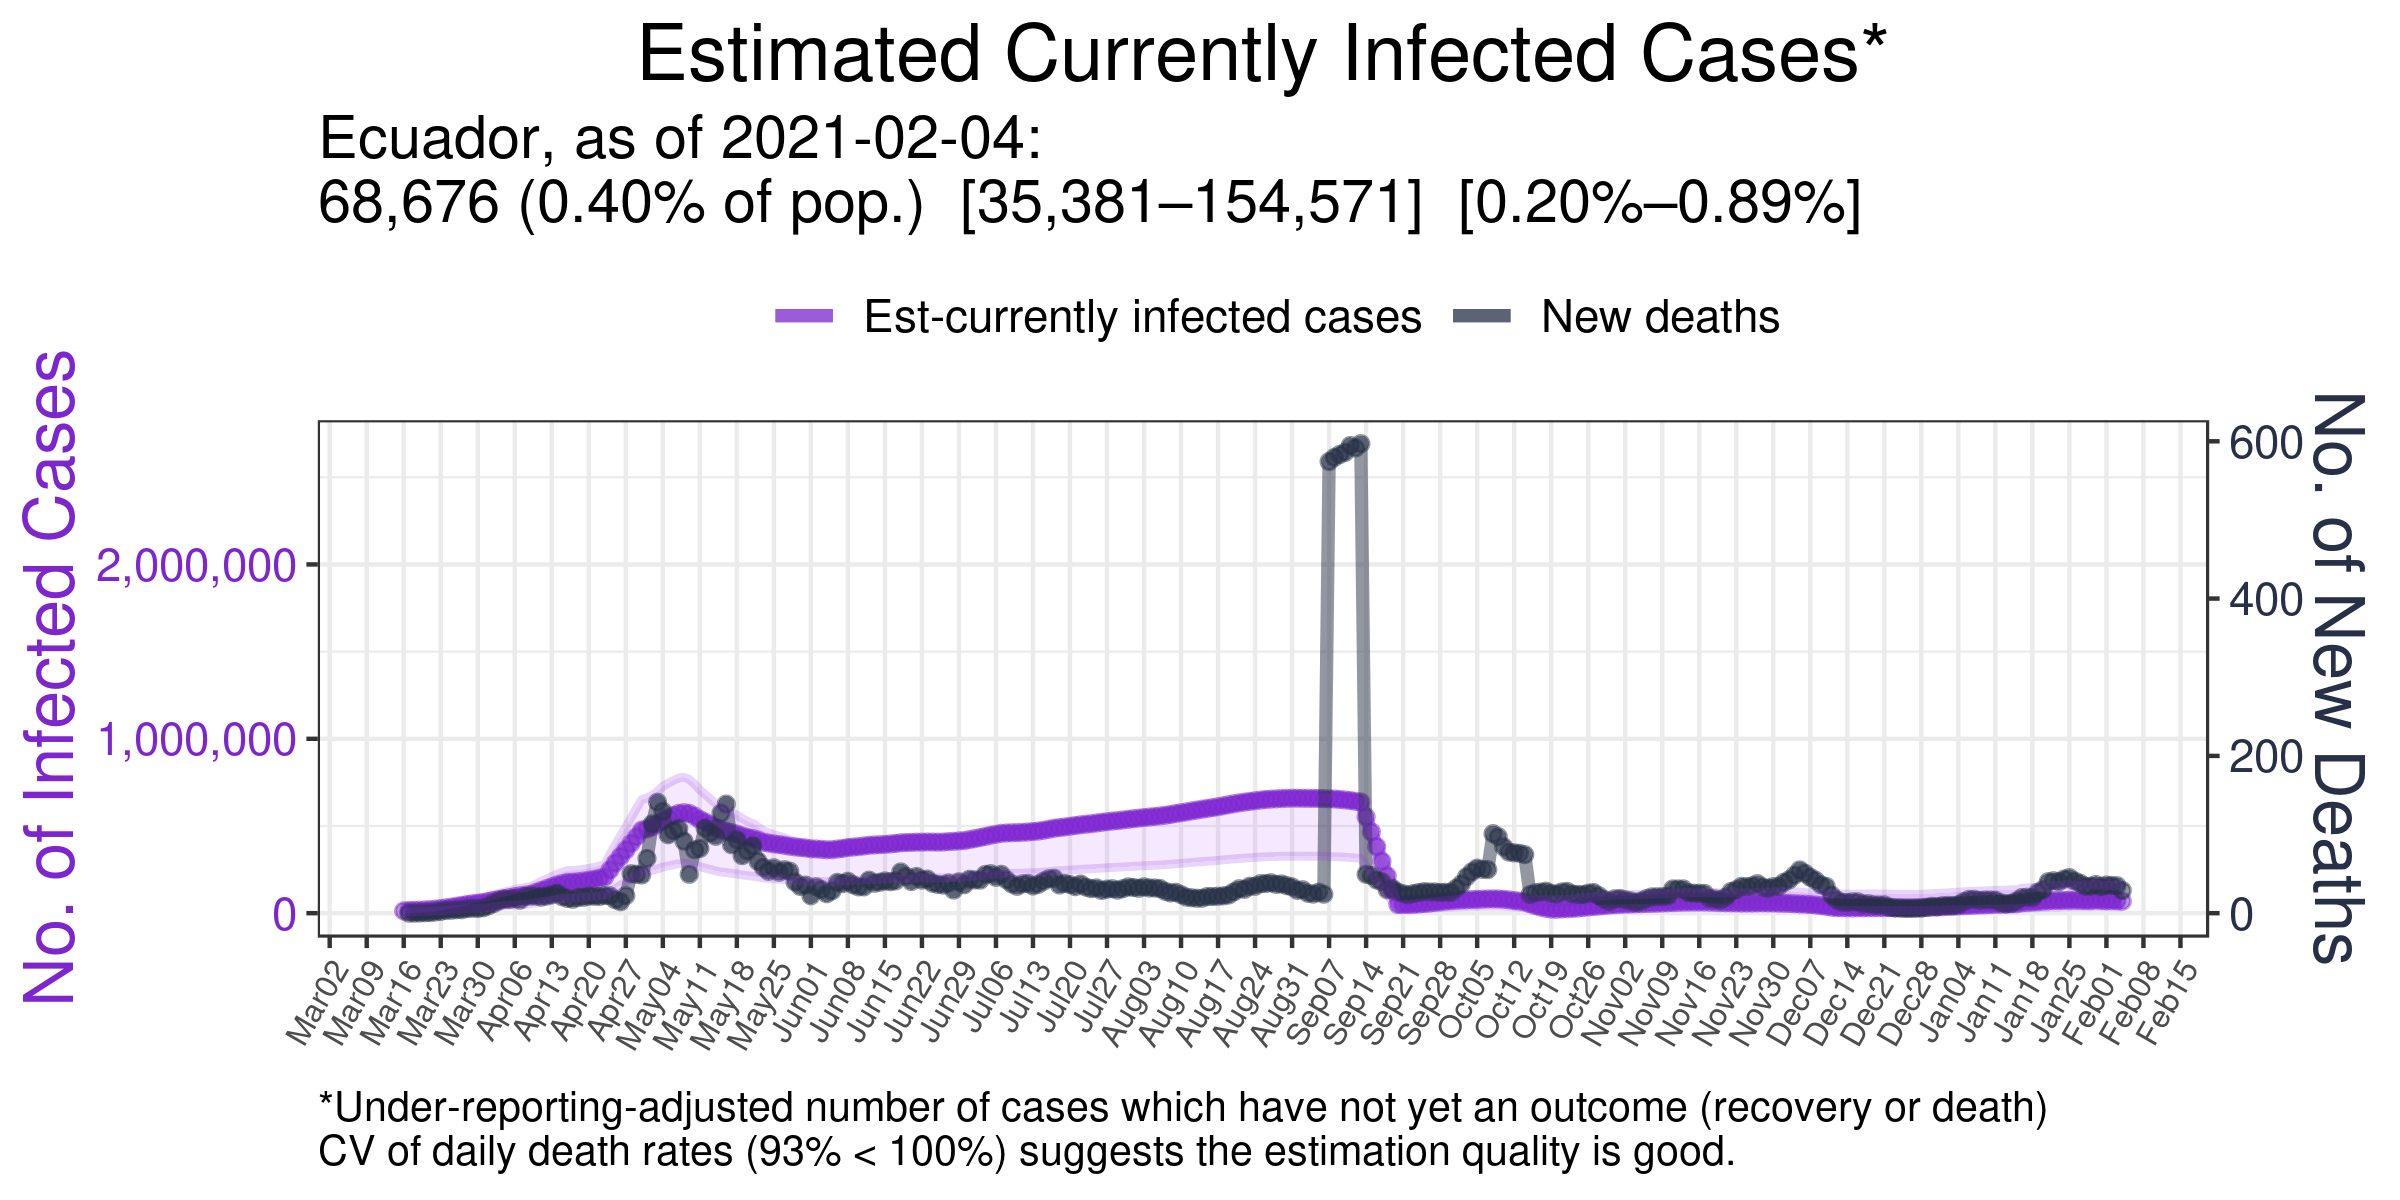 Estimated Currently Infected Cases*
Ecuador, as of 2021-02-04:
68,676 (0.40% of pop.) [35,381–154,571] [0.20%–0.89%]
Est-currently infected cases New deaths
No. of Infected Cases
2,000,000
1,000,000
0
600
400
200
0
No. of New Deaths
Mar02 Mar09 Mar16 Mar23 Mar30 Apr06 Apr13 Apr20 Apr27 May04 May11 May18 May25 Jun01 Jun08 Jun15 Jun22 Jun29 Jul06 Jul13 Jul20 Jul27 Aug03 Aug10 Aug17 Aug24 Aug31 Sep07 Sep14 Sep21 Sep28 Oct05 Oct12 Oct19 Oct26 Nov02 Nov09 Nov16 Nov23 Nov30 Dec07 Dec14 Dec21 Dec28 Jan04 Jan11 Jan18 Jan25 Feb01 Feb08 Feb15
*Under-reporting-adjusted number of cases which have not yet an outcome (recovery or death)
CV of daily death rates (93% < 100%) suggests the estimation quality is good.